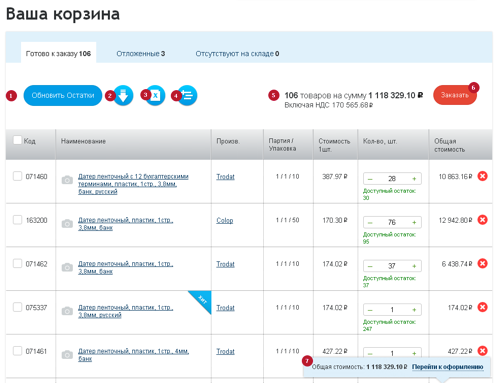 Ваша корзина
Готово к заказу 106 Отложенные 3 Отсутствуют на складе 0
1 Обновить Остатки 2 3 X 4 5 106 товаров на сумму 1 118 329.10 ₽ Заказать 6
Включая НДС 170 565.68 ₽
Код Наименование Произв. Партия / Упаковка Стоимость 1шт. Кол-во, шт. Общая стоимость
071460 Датер ленточный с 12 бухгалтерскими Trodat 1 / 1 / 10 387.97 ₽ – 28 + 10 863.16 ₽
терминами, пластик, 1стр., 3,8мм,
банк, русский
Доступный остаток:
30
163200 Датер ленточный, пластик, 1стр., Colop 1 / 1 / 50 170.30 ₽ – 76 + 12 942.80 ₽
3,8мм, банк
Доступный остаток:
95
071462 Датер ленточный, пластик, 1стр., Trodat 1 / 1 / 10 174.02 ₽ – 37 + 6 438.74 ₽
3,8мм, банк
Доступный остаток:
37
хит
075337 Датер ленточный, пластик, 1стр., Trodat 1 / 1 / 10 174.02 ₽ – 1 + 174.02 ₽
3,8мм, русский
Доступный остаток:
247
071461 Датер ленточный, пластик, 1стр., 4мм, Trodat 1 / 1 / 10 427.22 ₽ – 1 + 427.22 ₽
банк
7 Общая стоимость: 1 118 329.10 ₽ Перейти к оформлению